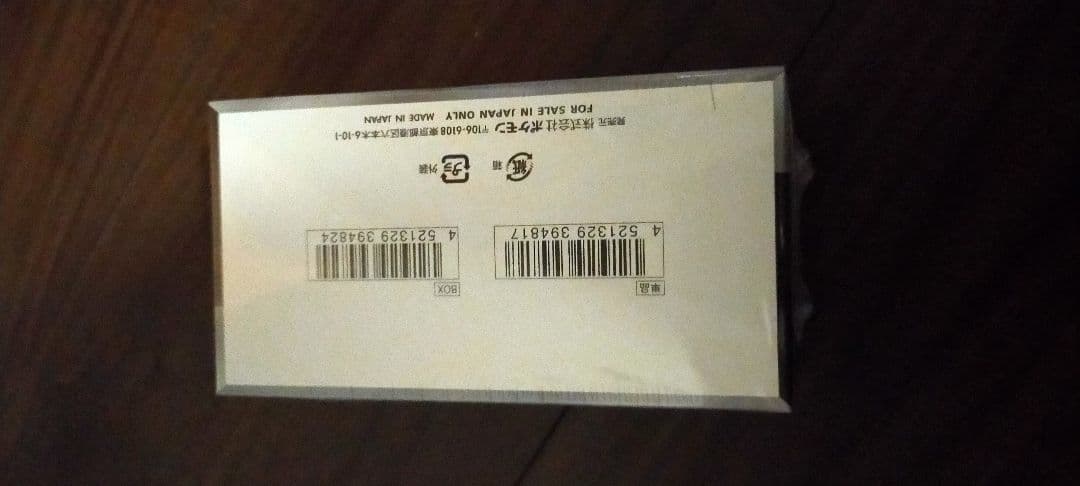 単品
BOX
4 521329 394817
4 521329 394824
紙 箱
プラ 外装
発売元 株式会社 ポケモン 〒106-6108 東京都港区六本木6-10-1
FOR SALE IN JAPAN ONLY MADE IN JAPAN